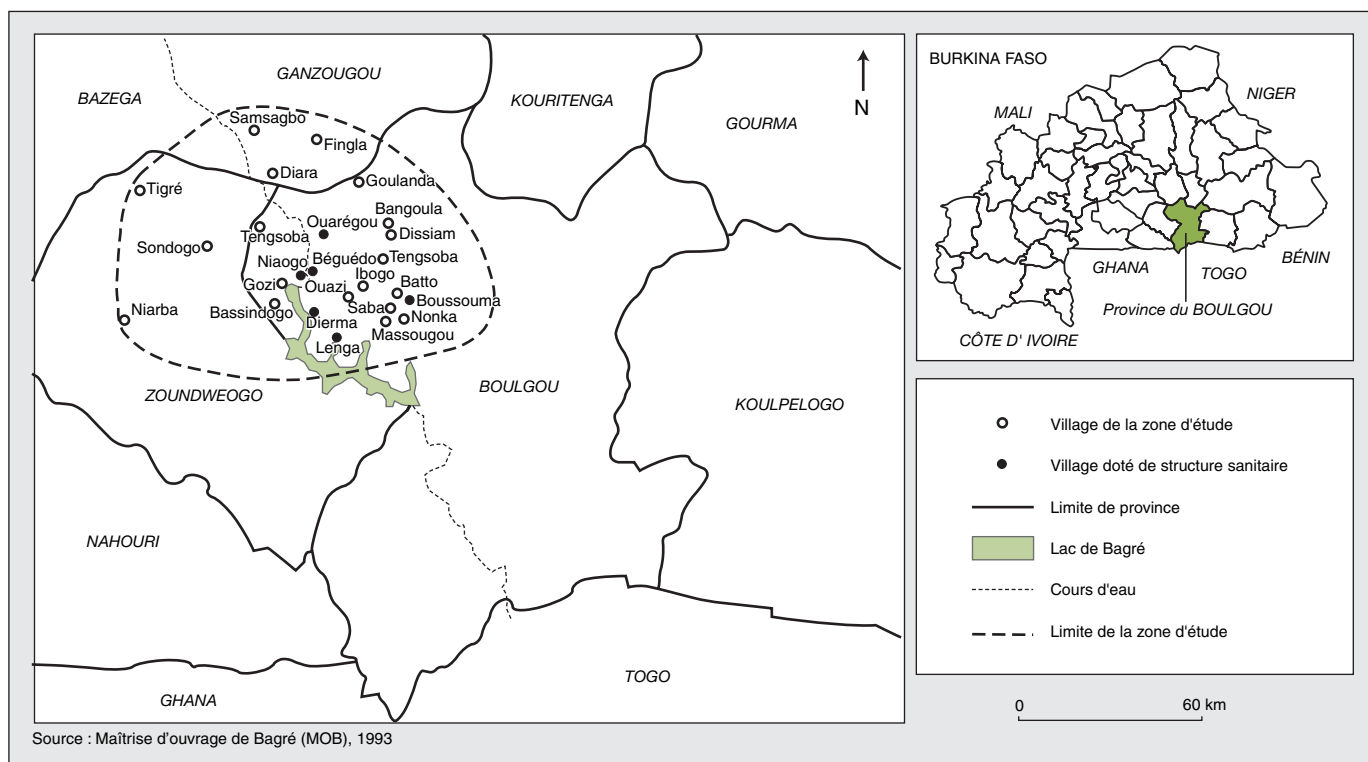 GANZOUGOU
BAZEGA
KOURITENGA
GOURMA
N
Samsagbo
Fingla
Diara
Goulanda
Tigré
Bangoula
Ouarégou
Dissiam
Tengsoba
Sondogo
Tengsoba
Niaogo
Béguédo
Ibogo
Batto
Gozi
Ouazi
Boussouma
Saba
Bassindogo
Nonka
Niarba
Dierma
Massougou
Lenga
ZOUNDWEOGO
BOULGOU
KOULPELOGO
NAHOURI
TOGO
GHANA
Source : Maîtrise d'ouvrage de Bagré (MOB), 1993
BURKINA FASO
NIGER
MALI
BÉNIN
GHANA
TOGO
Province du BOULGOU
CÔTE D' IVOIRE
Village de la zone d'étude
Village doté de structure sanitaire
Limite de province
Lac de Bagré
Cours d'eau
Limite de la zone d'étude
0 60 km